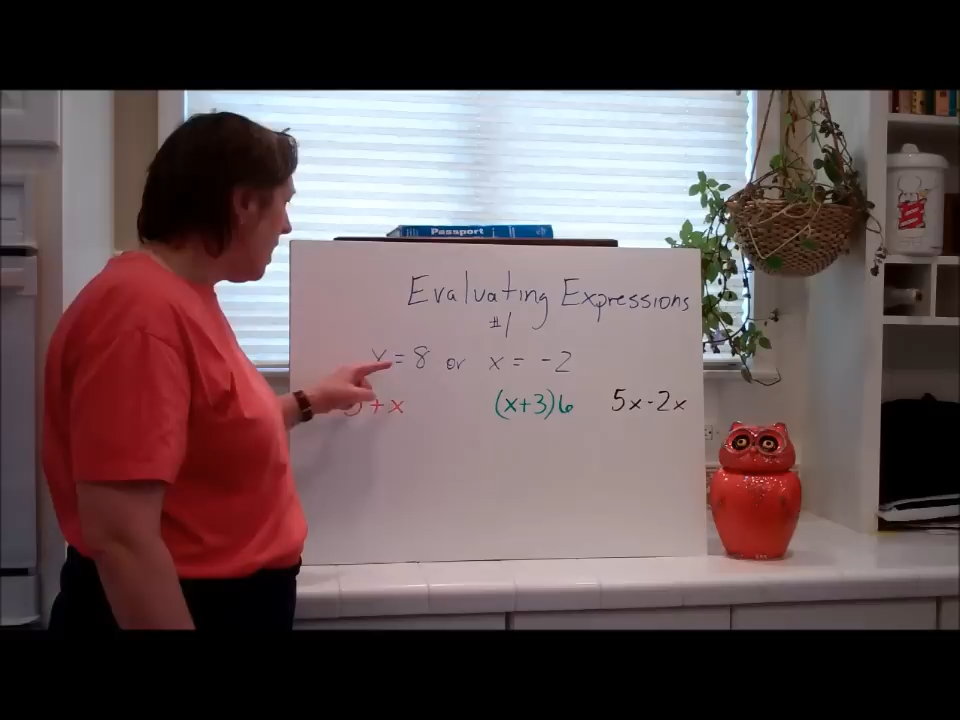 Passport
Evaluating Expressions
#1
x = 8 or x = -2
+ x (x+3)6 5x-2x